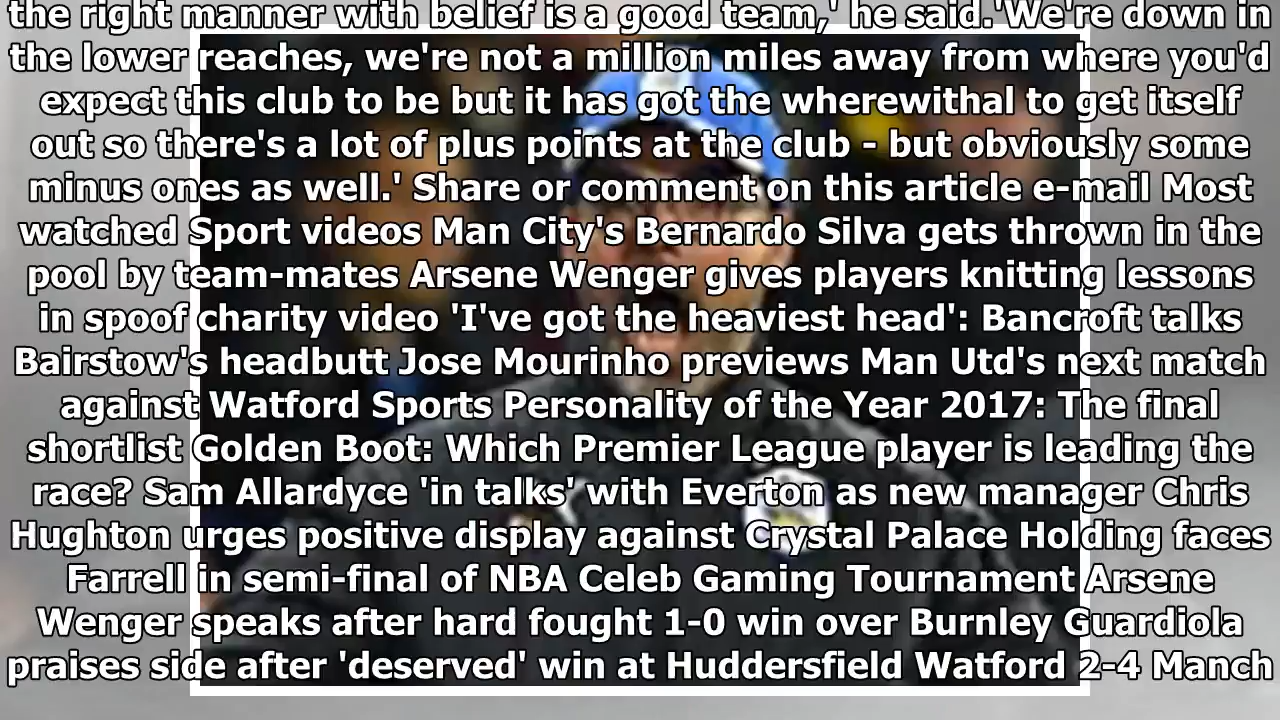 the right manner with belief is a good team,' he said.'We're down in
the lower reaches, we're not a million miles away from where you'd
expect this club to be but it has got the wherewithal to get itself
out so there's a lot of plus points at the club - but obviously some
minus ones as well.' Share or comment on this article e-mail Most
watched Sport videos Man City's Bernardo Silva gets thrown in the
pool by team-mates Arsene Wenger gives players knitting lessons
in spoof charity video 'I've got the heaviest head': Bancroft talks
Bairstow's headbutt Jose Mourinho previews Man Utd's next match
against Watford Sports Personality of the Year 2017: The final
shortlist Golden Boot: Which Premier League player is leading the
race? Sam Allardyce 'in talks' with Everton as new manager Chris
Hughton urges positive display against Crystal Palace Holding faces
Farrell in semi-final of NBA Celeb Gaming Tournament Arsene
Wenger speaks after hard fought 1-0 win over Burnley Guardiola
praises side after 'deserved' win at Huddersfield Watford 2-4 Manch